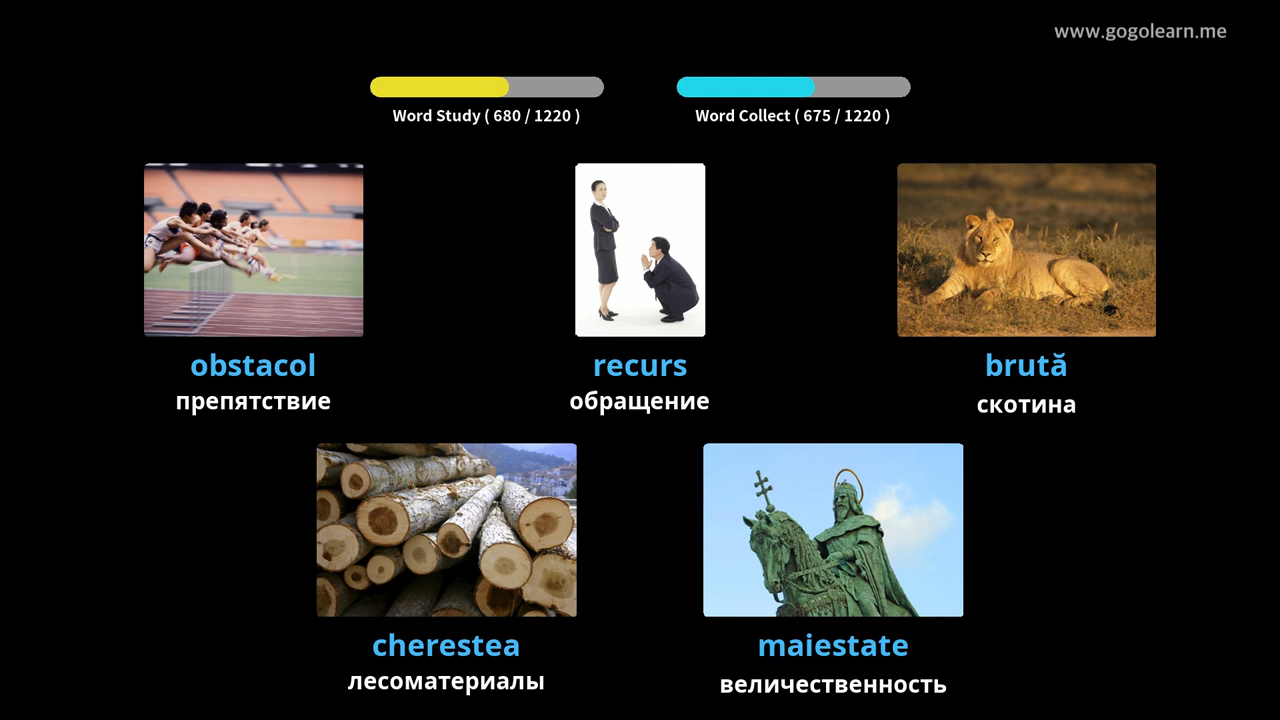 www.gogolearn.me
Word Study ( 680 / 1220 )
Word Collect ( 675 / 1220 )
obstacol
препятствие
recurs
обращение
brută
скотина
cherestea
лесоматериалы
maiestate
величественность